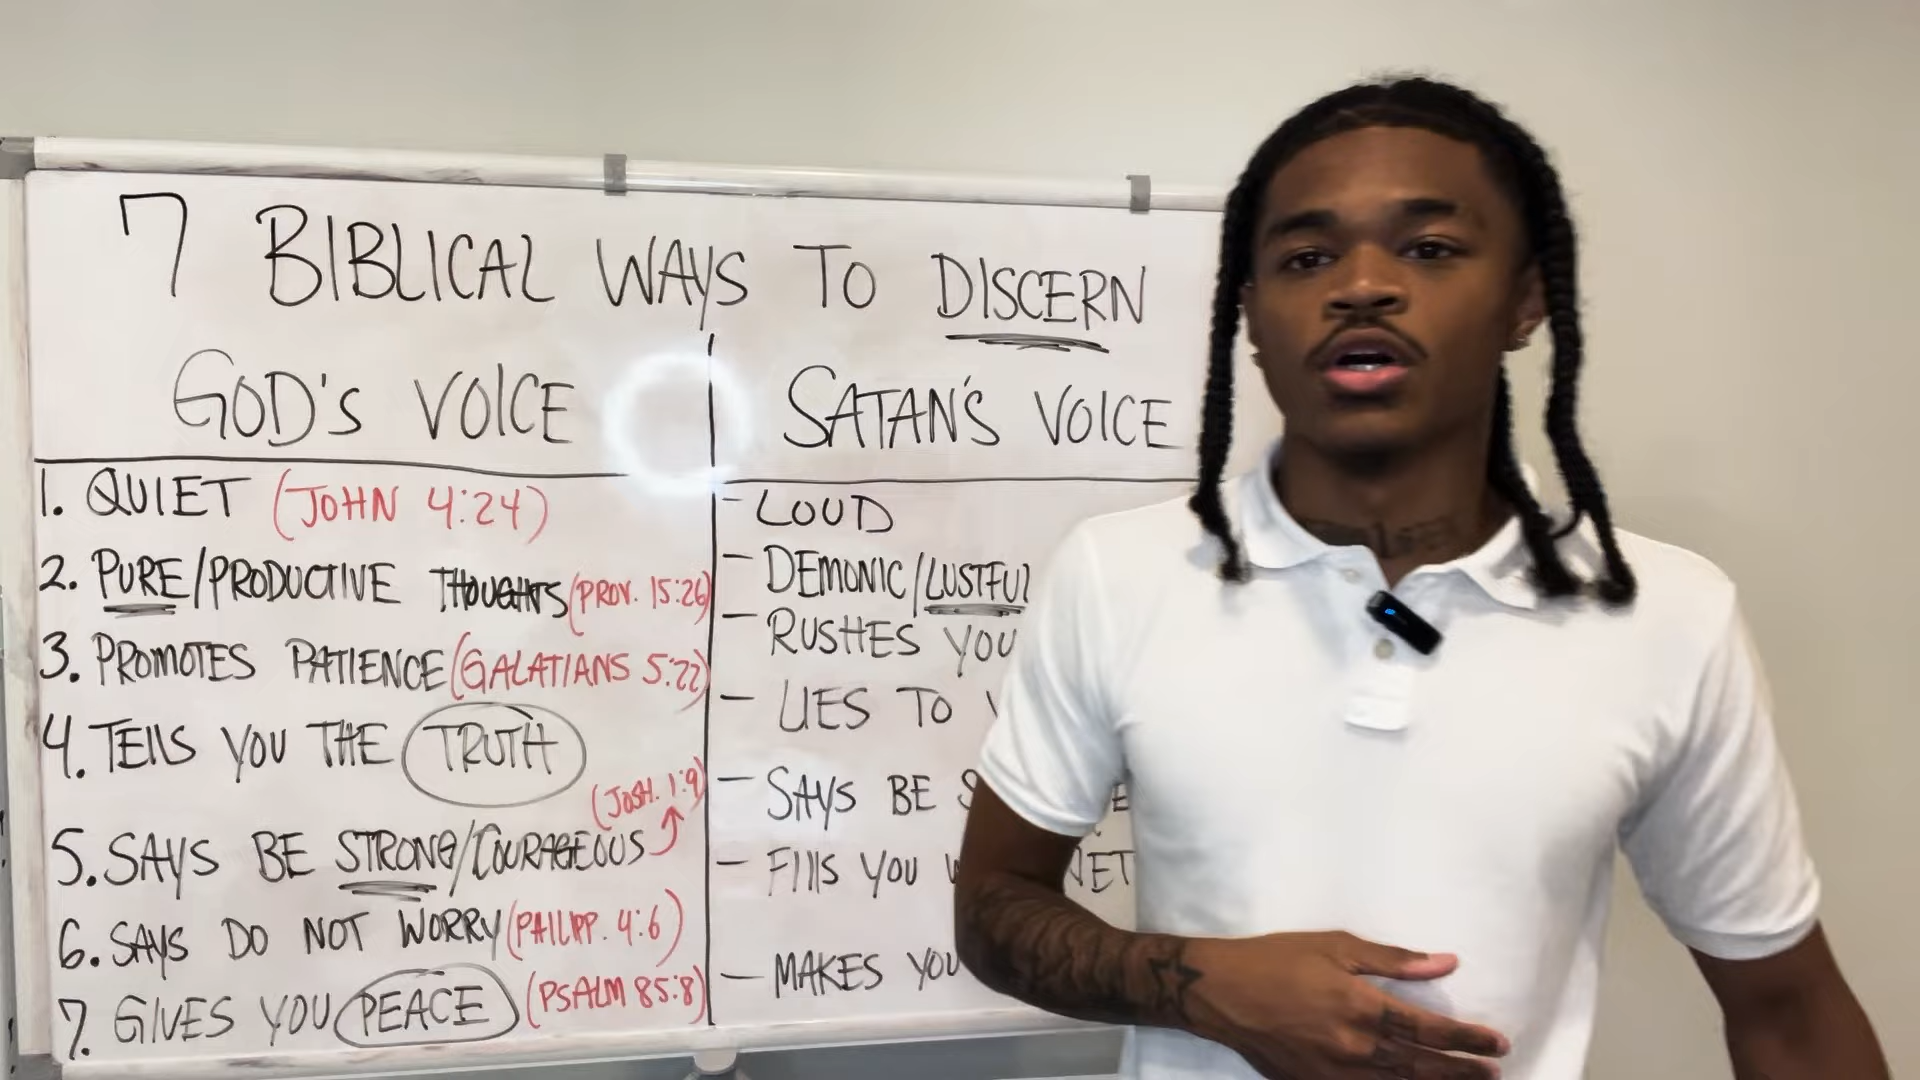 7 BIBLICAL WAYS TO DISCERN
GOD'S VOICE
SATAN'S VOICE
1. QUIET (JOHN 4:24)
2. PURE/PRODUCTIVE THOUGHTS (PROV. 15:26)
3. PROMOTES PATIENCE (GALATIANS 5:22)
4. TELLS YOU THE TRUTH
(JOSH. 1:9)
5. SAYS BE STRONG/COURAGEOUS
6. SAYS DO NOT WORRY (PHILIPP. 4:6)
7. GIVES YOU PEACE (PSALM 85:8)
- LOUD
- DEMONIC/LUSTFUL
- RUSHES YOU
- LIES TO
- SAYS BE
- FILLS YOU
- MAKES YOU